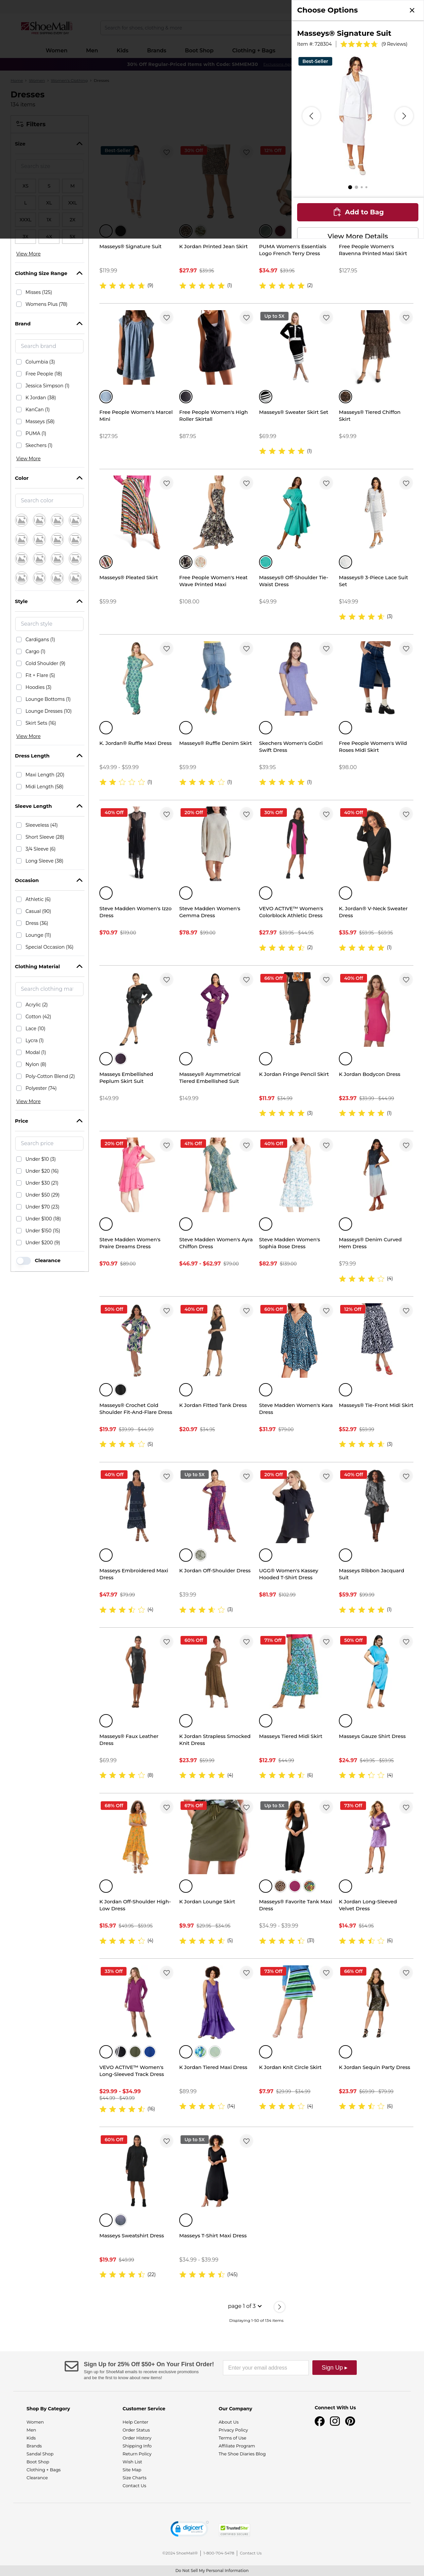 Choose Options
Masseys® Signature Suit
Item #: 728304
(9 Reviews)
Best-Seller
Add to Bag
View More Details
ShoeMall
Women
Men
Kids
Brands
Boot Shop
Clothing + Bags
Dresses
134 items
Filters
Size
View More
Clothing Size Range
Misses (125)
Womens Plus (78)
Brand
Search brand
Columbia (3)
Free People (18)
Jessica Simpson (1)
K Jordan (38)
KanCan (1)
Masseys (58)
PUMA (1)
Skechers (1)
View More
Color
Search color
Style
Search style
Cardigans (1)
Cargo (1)
Cold Shoulder (9)
Fit + Flare (5)
Hoodies (3)
Lounge Bottoms (1)
Lounge Dresses (10)
Skirt Sets (16)
View More
Dress Length
Maxi Length (20)
Midi Length (58)
Sleeve Length
Sleeveless (41)
Short Sleeve (28)
3/4 Sleeve (6)
Long Sleeve (38)
Occasion
Athletic (6)
Casual (90)
Dress (36)
Lounge (11)
Special Occasion (16)
Clothing Material
Search clothing ma
Acrylic (2)
Cotton (42)
Lace (10)
Lycra (1)
Modal (1)
Nylon (8)
Poly-Cotton Blend (2)
Polyester (74)
View More
Price
Search price
Under $10 (3)
Under $20 (16)
Under $30 (21)
Under $50 (29)
Under $70 (23)
Under $100 (18)
Under $150 (15)
Under $200 (9)
Clearance
Masseys® Signature Suit
$119.99
(9)
K Jordan Printed Jean Skirt
$27.97 $39.95
(1)
PUMA Women's Essentials Logo French Terry Dress
$34.97 $39.95
(2)
Free People Women's Ravenna Printed Maxi Skirt
$127.95
Free People Women's Marcel Mini
$127.95
Free People Women's High Roller Skirtall
$87.95
Up to 5X
Masseys® Sweater Skirt Set
$69.99
(1)
Masseys® Tiered Chiffon Skirt
$49.99
Masseys® Pleated Skirt
$59.99
Free People Women's Heat Wave Printed Maxi
$108.00
Masseys® Off-Shoulder Tie-Waist Dress
$49.99
Masseys® 3-Piece Lace Suit Set
$149.99
(3)
K. Jordan® Ruffle Maxi Dress
$49.99 - $59.99
(1)
Masseys® Ruffle Denim Skirt
$59.99
(1)
Skechers Women's GoDri Swift Dress
$39.95
(1)
Free People Women's Wild Roses Midi Skirt
$98.00
40% Off
Steve Madden Women's Izzo Dress
$70.97 $119.00
20% Off
Steve Madden Women's Gemma Dress
$78.97 $99.00
30% Off
VEVO ACTIVE™ Women's Colorblock Athletic Dress
$27.97 $39.95 - $44.95
(2)
40% Off
K. Jordan® V-Neck Sweater Dress
$35.97 $59.95 - $69.95
(1)
Masseys Embellished Peplum Skirt Suit
$149.99
Masseys® Asymmetrical Tiered Embellished Suit
$149.99
66% Off
K Jordan Fringe Pencil Skirt
$11.97 $34.99
(3)
40% Off
K Jordan Bodycon Dress
$23.97 $39.99 - $44.99
(1)
20% Off
Steve Madden Women's Praire Dreams Dress
$70.97 $89.00
41% Off
Steve Madden Women's Ayra Chiffon Dress
$46.97 - $62.97 $79.00
40% Off
Steve Madden Women's Sophia Rose Dress
$82.97 $139.00
Masseys® Denim Curved Hem Dress
$79.99
(4)
50% Off
Masseys® Crochet Cold Shoulder Fit-And-Flare Dress
$19.97 $39.99 - $44.99
(5)
40% Off
K Jordan Fitted Tank Dress
$20.97 $34.95
60% Off
Steve Madden Women's Kara Dress
$31.97 $79.00
12% Off
Masseys® Tie-Front Midi Skirt
$52.97 $59.99
(3)
40% Off
Masseys Embroidered Maxi Dress
$47.97 $79.99
(4)
Up to 5X
K Jordan Off-Shoulder Dress
$39.99
(3)
20% Off
UGG® Women's Kassey Hooded T-Shirt Dress
$81.97 $102.99
40% Off
Masseys Ribbon Jacquard Suit
$59.97 $99.99
(1)
Masseys® Faux Leather Dress
$69.99
(8)
60% Off
K Jordan Strapless Smocked Knit Dress
$23.97 $59.99
(4)
71% Off
Masseys Tiered Midi Skirt
$12.97 $44.99
(6)
50% Off
Masseys Gauze Shirt Dress
$24.97 $49.95 - $59.95
(4)
68% Off
K Jordan Off-Shoulder High-Low Dress
$15.97 $49.95 - $59.95
(4)
67% Off
K Jordan Lounge Skirt
$9.97 $29.95 - $34.95
(5)
Up to 5X
Masseys® Favorite Tank Maxi Dress
$34.99 - $39.99
(31)
73% Off
K Jordan Long-Sleeved Velvet Dress
$14.97 $54.95
(6)
33% Off
VEVO ACTIVE™ Women's Long-Sleeved Track Dress
$29.99 - $34.99
$44.99 - $49.99
(16)
K Jordan Tiered Maxi Dress
$89.99
(14)
73% Off
K Jordan Knit Circle Skirt
$7.97 $29.99 - $34.99
(4)
66% Off
K Jordan Sequin Party Dress
$23.97 $69.99 - $79.99
(6)
60% Off
Masseys Sweatshirt Dress
$19.97 $49.99
(22)
Up to 5X
Masseys T-Shirt Maxi Dress
$34.99 - $39.99
(145)
page 1 of 3
Displaying 1-50 of 134 items
Sign Up for 25% Off $50+ On Your First Order!
Sign up for ShoeMall emails to receive exclusive promotions
and be the first to know about new items!
Enter your email address
Sign Up ▸
Shop By Category
Women
Men
Kids
Brands
Sandal Shop
Boot Shop
Clothing + Bags
Clearance
Customer Service
Help Center
Order Status
Order History
Shipping Info
Return Policy
Wish List
Site Map
Size Charts
Contact Us
Our Company
About Us
Privacy Policy
Terms of Use
Affiliate Program
The Shoe Diaries Blog
Connect With Us
digicert
TrustedSite
©2024 ShoeMall®
1-800-704-5478
Contact Us
Do Not Sell My Personal Information